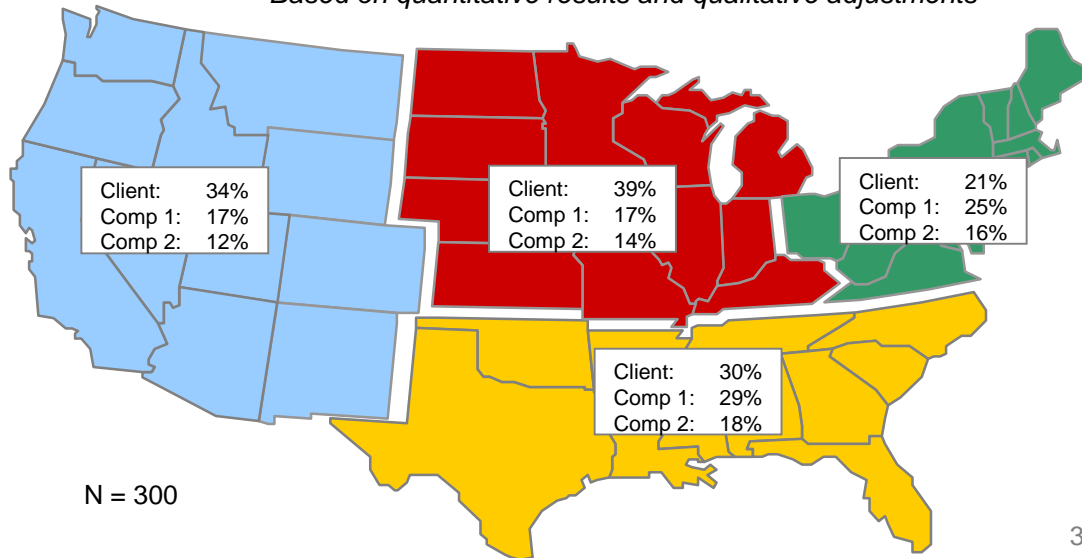 Based on quantitative results and qualitative adjustments
Client: 34%
Comp 1: 17%
Comp 2: 12%
Client: 39%
Comp 1: 17%
Comp 2: 14%
Client: 21%
Comp 1: 25%
Comp 2: 16%
Client: 30%
Comp 1: 29%
Comp 2: 18%
N = 300
3